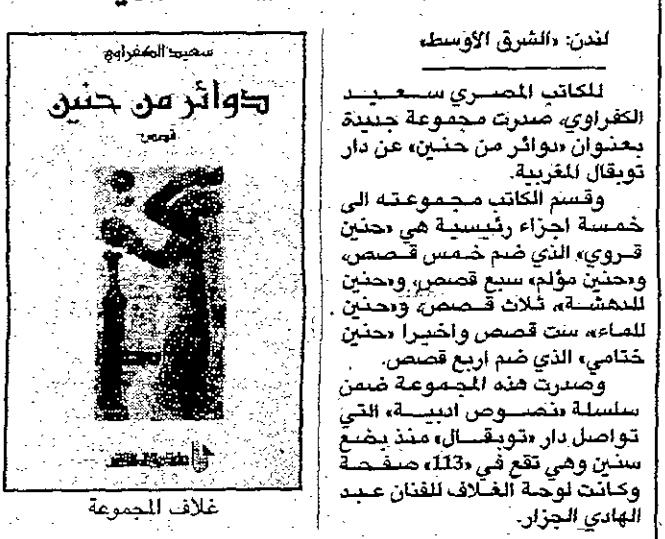 لندن: «الشرق الأوسط»
للكاتب المصري سعيد
الكفراوي، صدرت مجموعة جديدة
بعنوان «دوائر من حنين» عن دار
توبقال المغربية.
وقسم الكاتب مجموعته الى
خمسة اجزاء رئيسية هي «حنين
قروي» الذي ضم خمس قصص،
و«حنين مؤلم» سبع قصص، و«حنين
للدهشة»، ثلاث قصص، و«حنين
للماء»، ست قصص واخيرا «حنين
ختامي» الذي ضم اربع قصص.
وصدرت هذه المجموعة ضمن
سلسلة «نصوص ادبية» التي
تواصل دار «توبقال» منذ بضع
سنين وهي تقع في «113» صفحة
وكانت لوحة الغلاف للفنان عبد
الهادي الجزار.
سعيد الكفراوي
دوائر من حنين
قصص
غلاف المجموعة